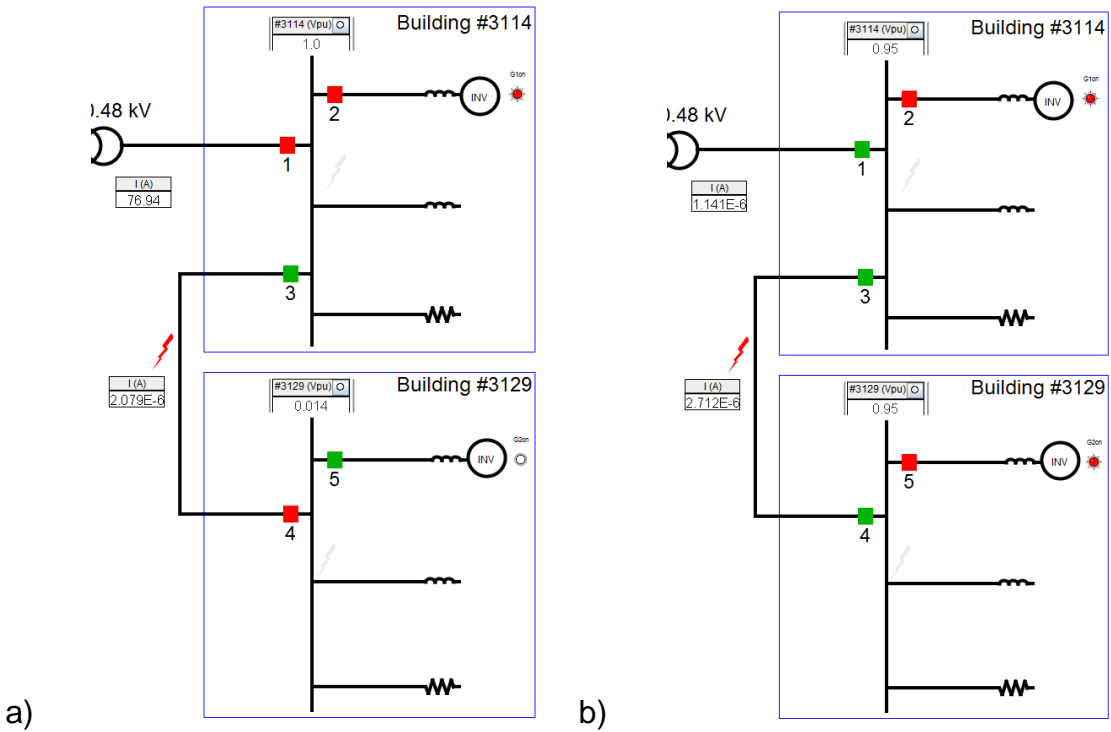 #3114 (Vpu)
1.0
Building #3114
G1on
INV
2
0.48 kV
1
I (A)
76.94
3
I (A)
2.079E-6
#3129 (Vpu)
0.014
Building #3129
G2on
INV
5
4
a)
#3114 (Vpu)
0.95
Building #3114
G1on
INV
2
0.48 kV
1
I (A)
1.141E-6
3
I (A)
2.712E-6
#3129 (Vpu)
0.95
Building #3129
G2on
INV
5
4
b)